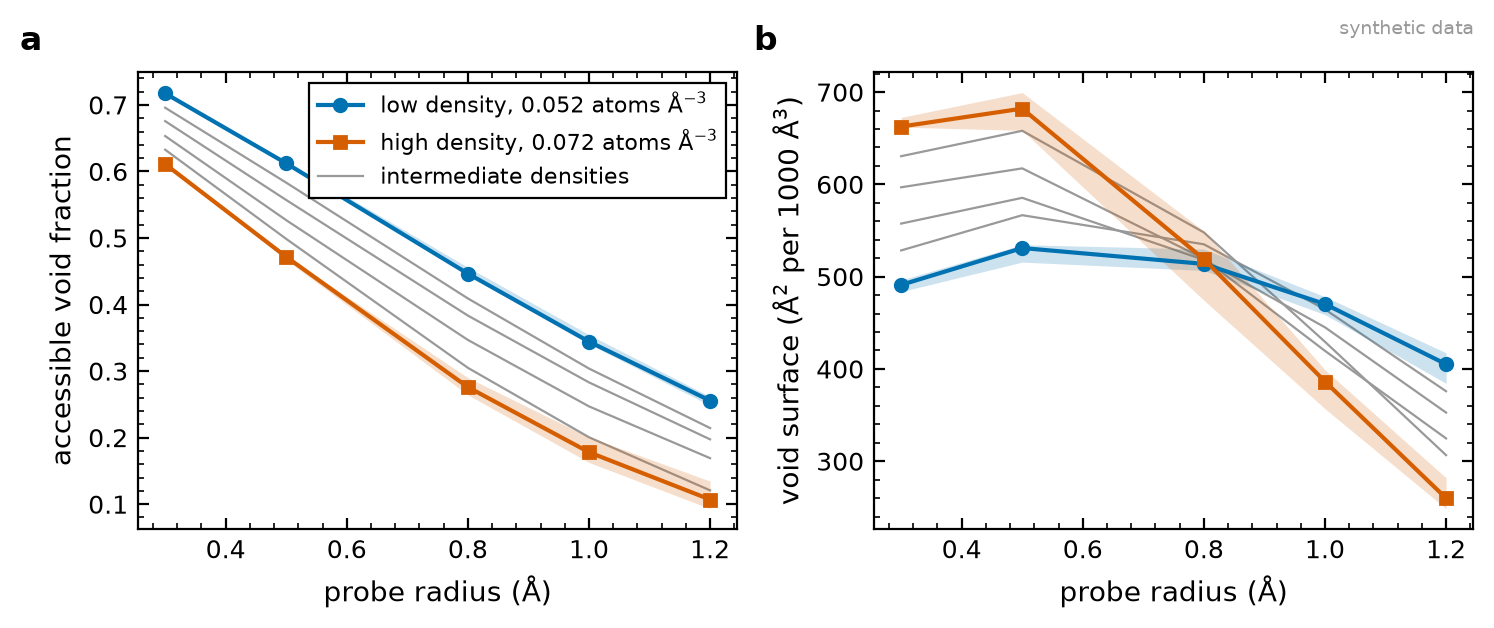 synthetic data
a
accessible void fraction
0.7
0.6
0.5
0.4
0.3
0.2
0.1
low density, 0.052 atoms Å⁻³
high density, 0.072 atoms Å⁻³
intermediate densities
0.4 0.6 0.8 1.0 1.2
probe radius (Å)
b
void surface (Å² per 1000 Å³)
700
600
500
400
300
0.4 0.6 0.8 1.0 1.2
probe radius (Å)